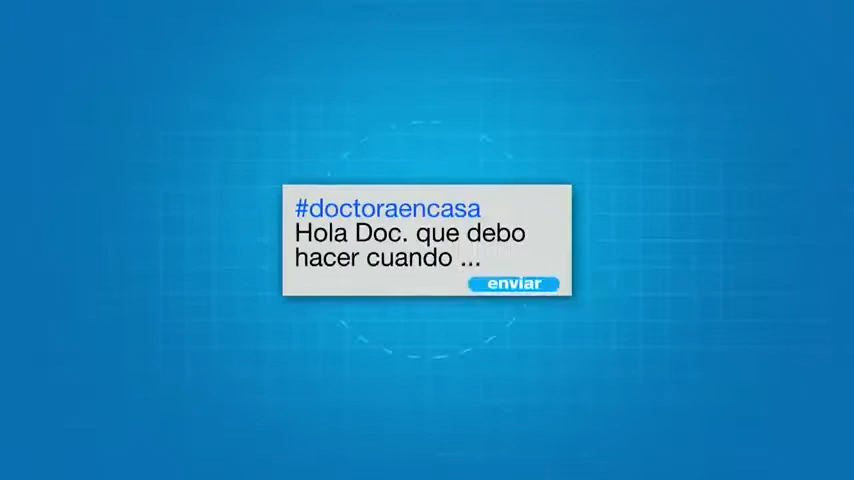 #doctoraencasa
Hola Doc. que debo
hacer cuando ...
enviar